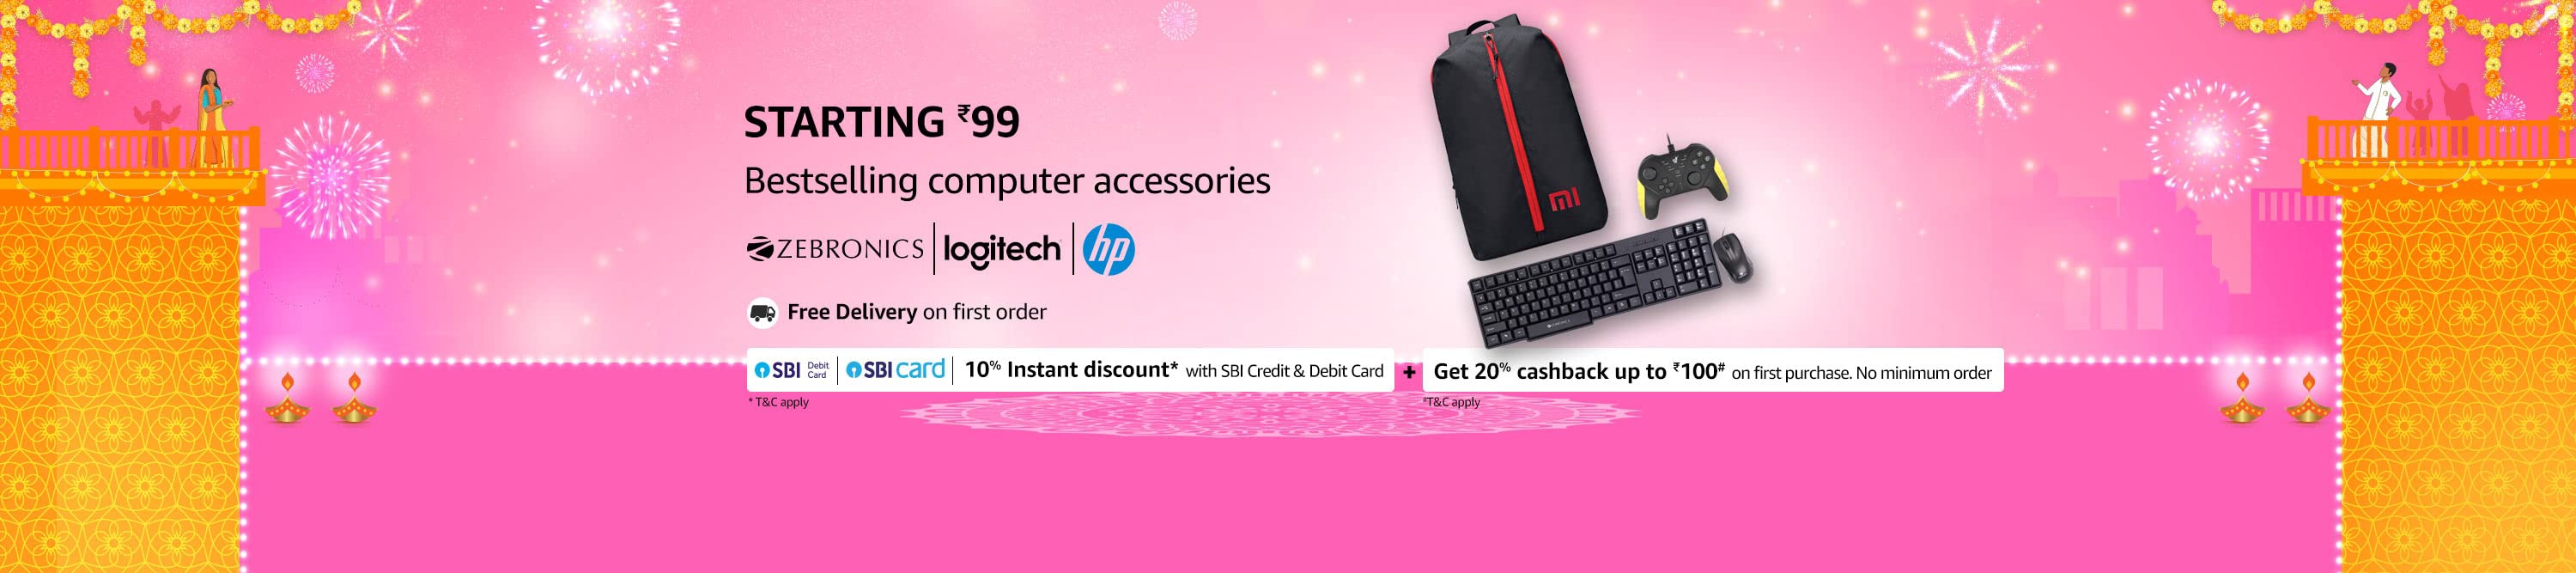 STARTING ₹99
Bestselling computer accessories
ZEBRONICS logitech hp
Free Delivery on first order
SBI Debit Card SBI card 10% Instant discount* with SBI Credit & Debit Card + Get 20% cashback up to ₹100# on first purchase. No minimum order
* T&C apply
#T&C apply
mi